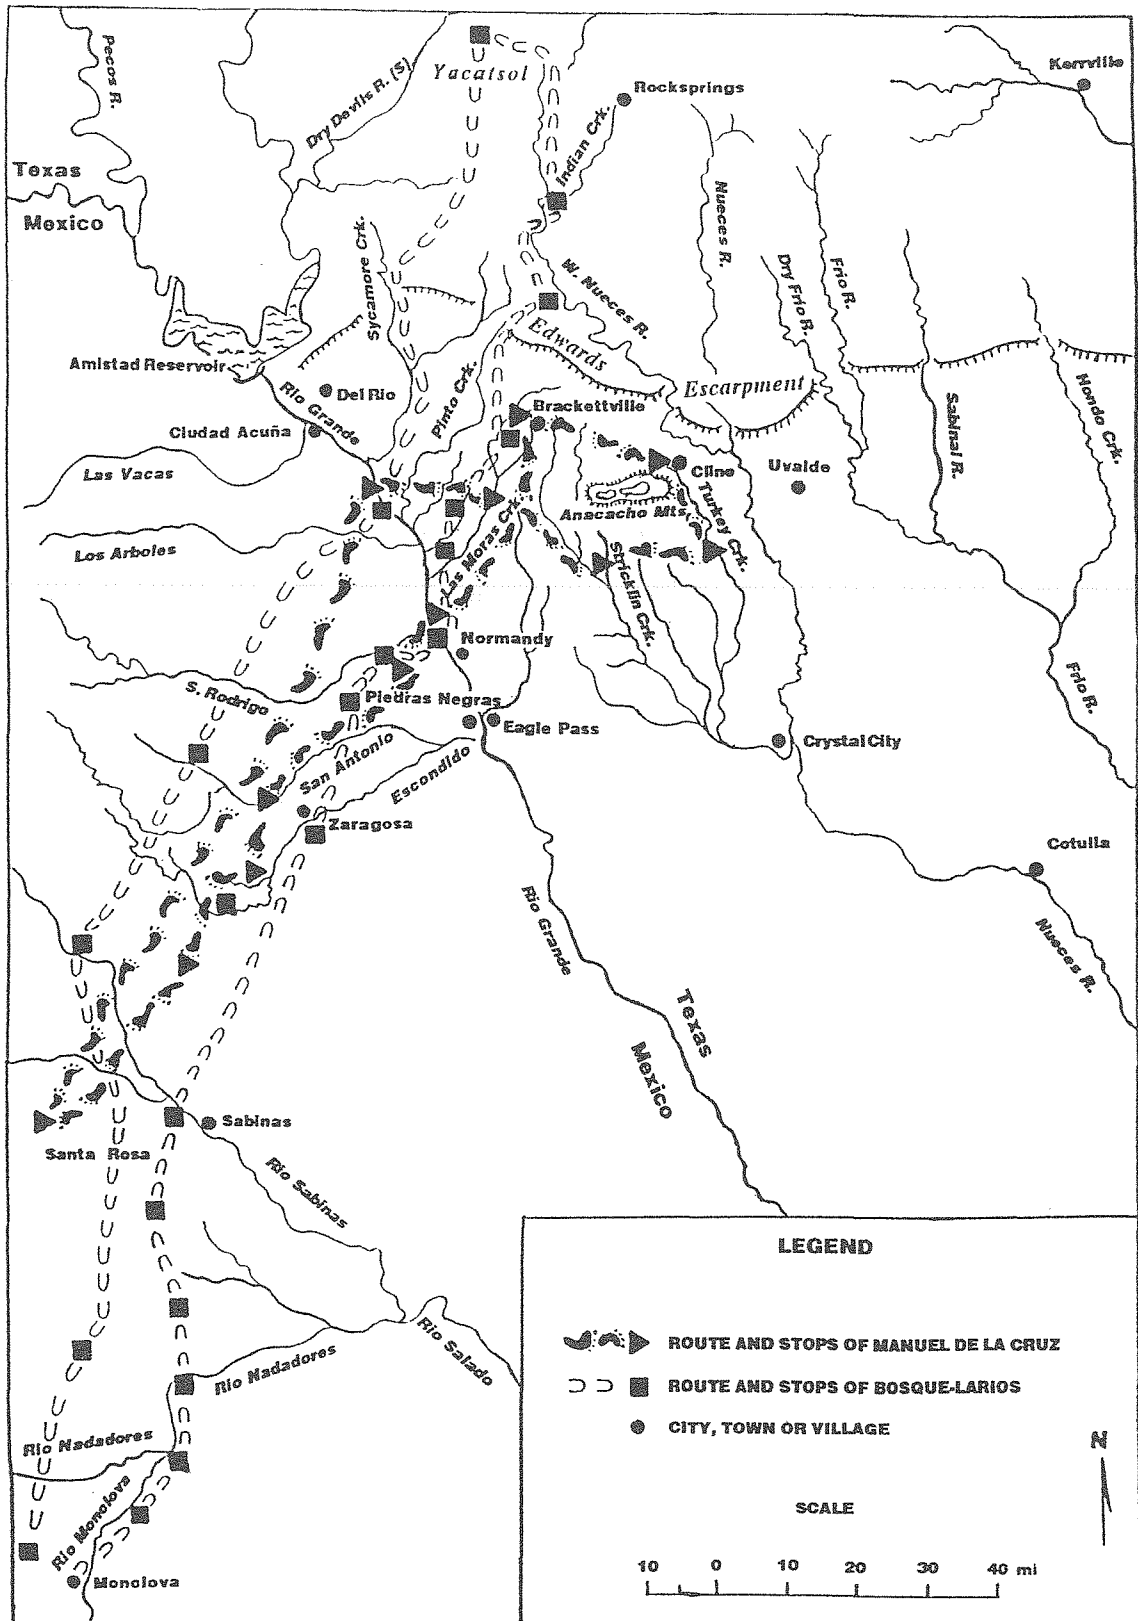 Pecos R.
Dry Devils R. (S)
Yacatsol
Rocksprings
Kerrville
Indian Crk.
Texas
Mexico
Nueces R.
Sycamore Crk.
W. Nueces R.
Dry Frio R.
Frio R.
Amistad Reservoir
Edwards
Escarpment
Del Rio
Rio Grande
Pinto Crk.
Brackettville
Sabinal R.
Hondo Crk.
Ciudad Acuña
Las Vacas
Cline
Uvalde
Anacacho Mts.
Turkey Crk.
Los Arboles
Las Moras Crk.
Stricklin Crk.
Normandy
S. Rodrigo
Piedras Negras
Eagle Pass
Frio R.
San Antonio
Escondido
Crystal City
Zaragosa
Cotulla
Rio Grande
Nueces R.
Texas
Mexico
Sabinas
Santa Rosa
Rio Sabinas
Rio Salado
Rio Nadadores
Rio Nadadores
Rio Monolova
Monolova
LEGEND
ROUTE AND STOPS OF MANUEL DE LA CRUZ
ROUTE AND STOPS OF BOSQUE-LARIOS
CITY, TOWN OR VILLAGE
N
SCALE
10 0 10 20 30 40 mi